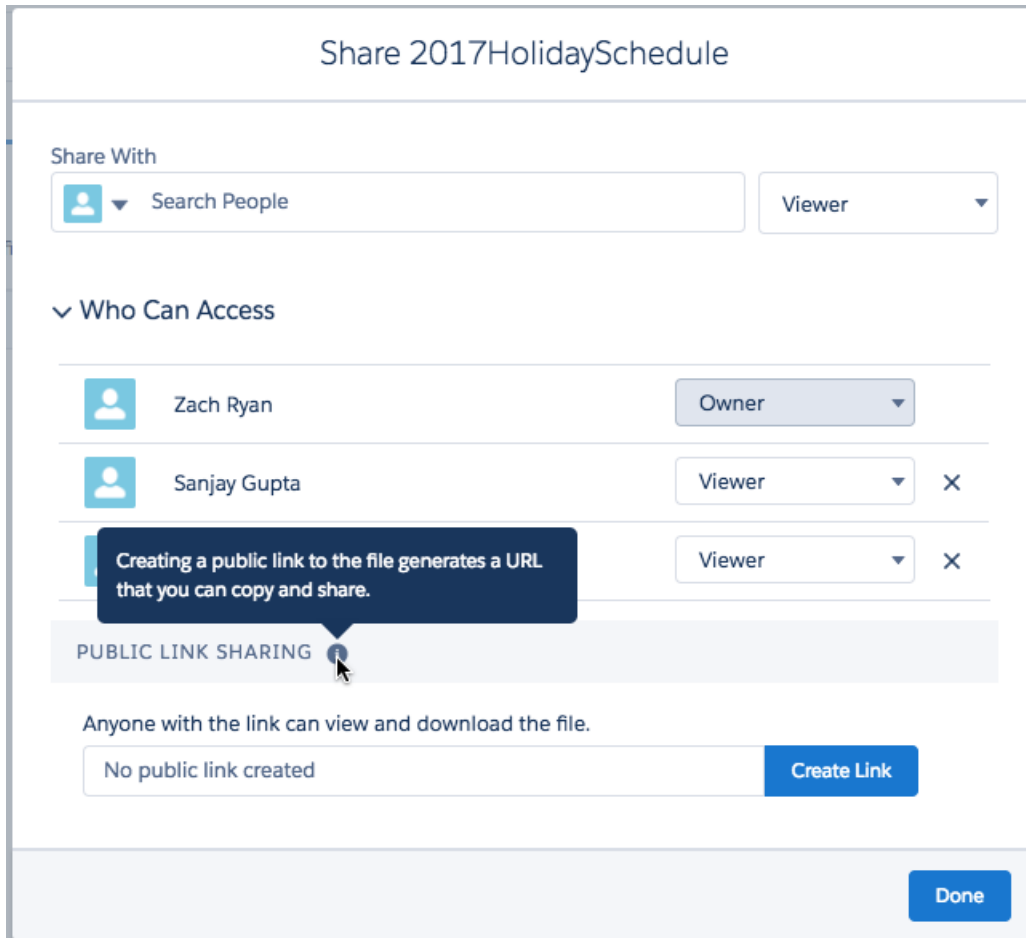 Share 2017HolidaySchedule
Share With
Search People
Viewer
Who Can Access
Zach Ryan
Owner
Sanjay Gupta
Viewer
Creating a public link to the file generates a URL
that you can copy and share.
Viewer
PUBLIC LINK SHARING
Anyone with the link can view and download the file.
No public link created
Create Link
Done